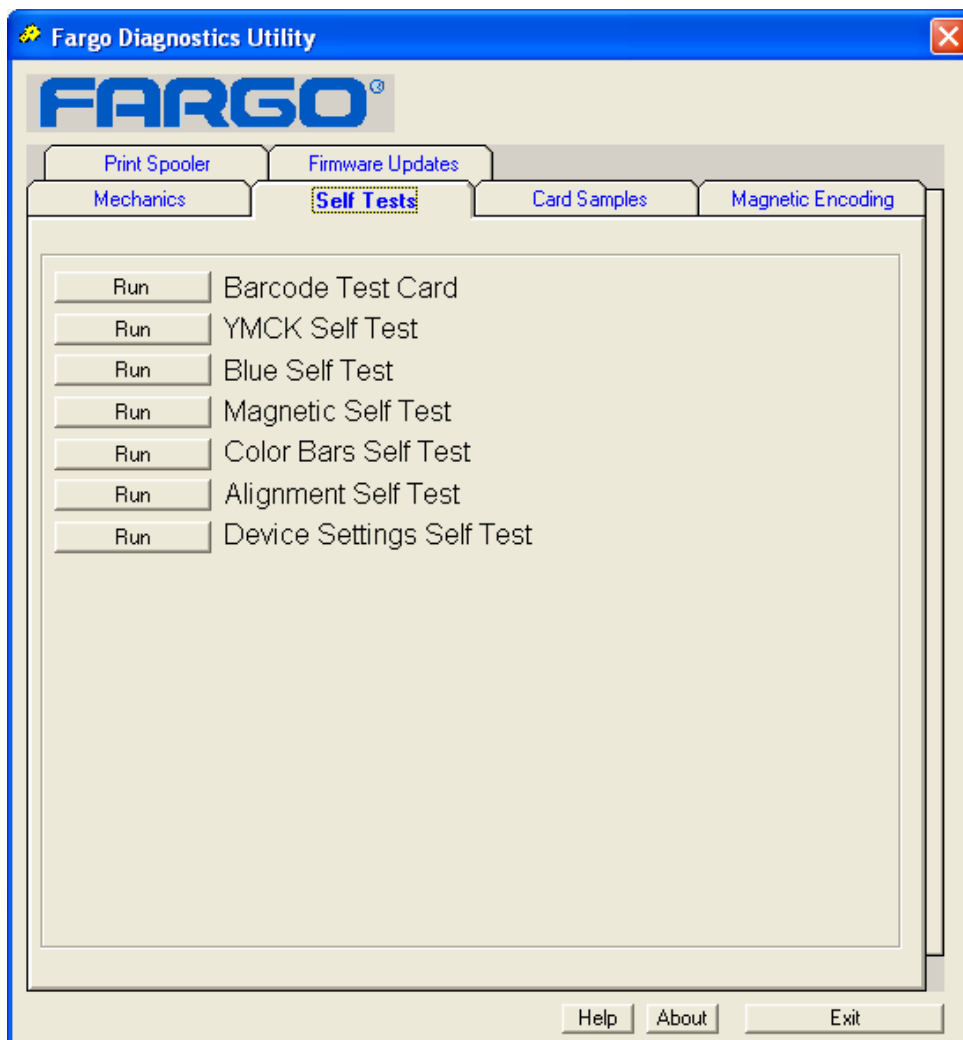 Fargo Diagnostics Utility
FARGO®
Print Spooler Firmware Updates
Mechanics Self Tests Card Samples Magnetic Encoding
Run Barcode Test Card
Run YMCK Self Test
Run Blue Self Test
Run Magnetic Self Test
Run Color Bars Self Test
Run Alignment Self Test
Run Device Settings Self Test
Help About Exit